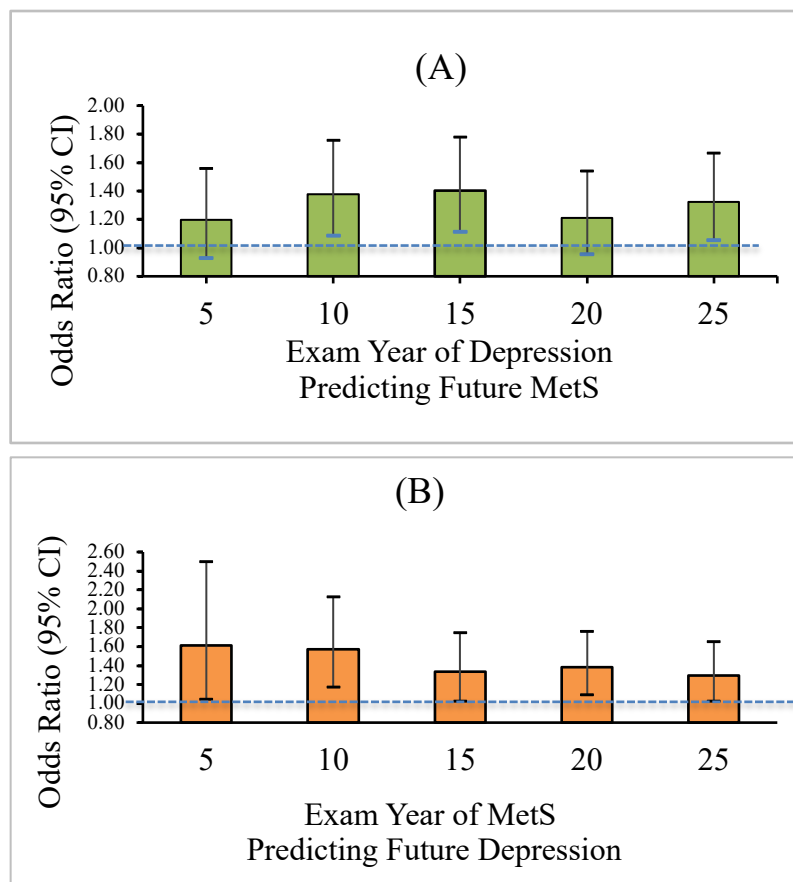 (A)
Odds Ratio (95% CI)
2.00
1.80
1.60
1.40
1.20
1.00
0.80
5 10 15 20 25
Exam Year of Depression
Predicting Future MetS
(B)
Odds Ratio (95% CI)
2.60
2.40
2.20
2.00
1.80
1.60
1.40
1.20
1.00
0.80
5 10 15 20 25
Exam Year of MetS
Predicting Future Depression